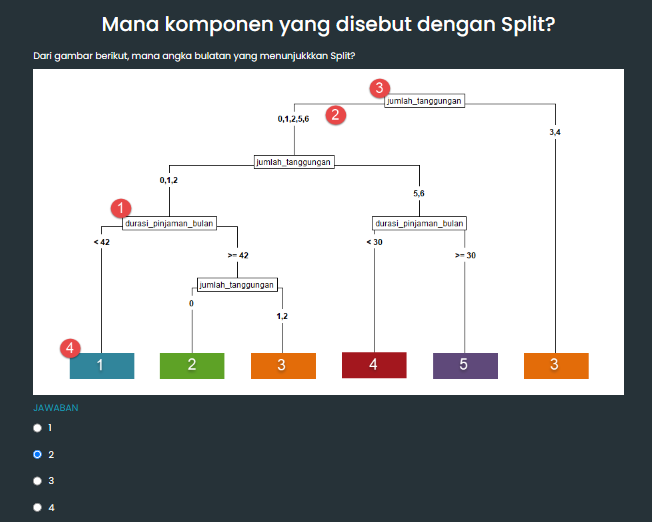 Mana komponen yang disebut dengan Split?
Dari gambar berikut, mana angka bulatan yang menunjukkkan Split?
3
jumlah_tanggungan
2
0,1,2,5,6
3,4
jumlah_tanggungan
0,1,2
5,6
1
durasi_pinjaman_bulan
durasi_pinjaman_bulan
< 42
>= 42
< 30
>= 30
jumlah_tanggungan
0
1,2
4
1 2 3 4 5 3
JAWABAN
1
2
3
4